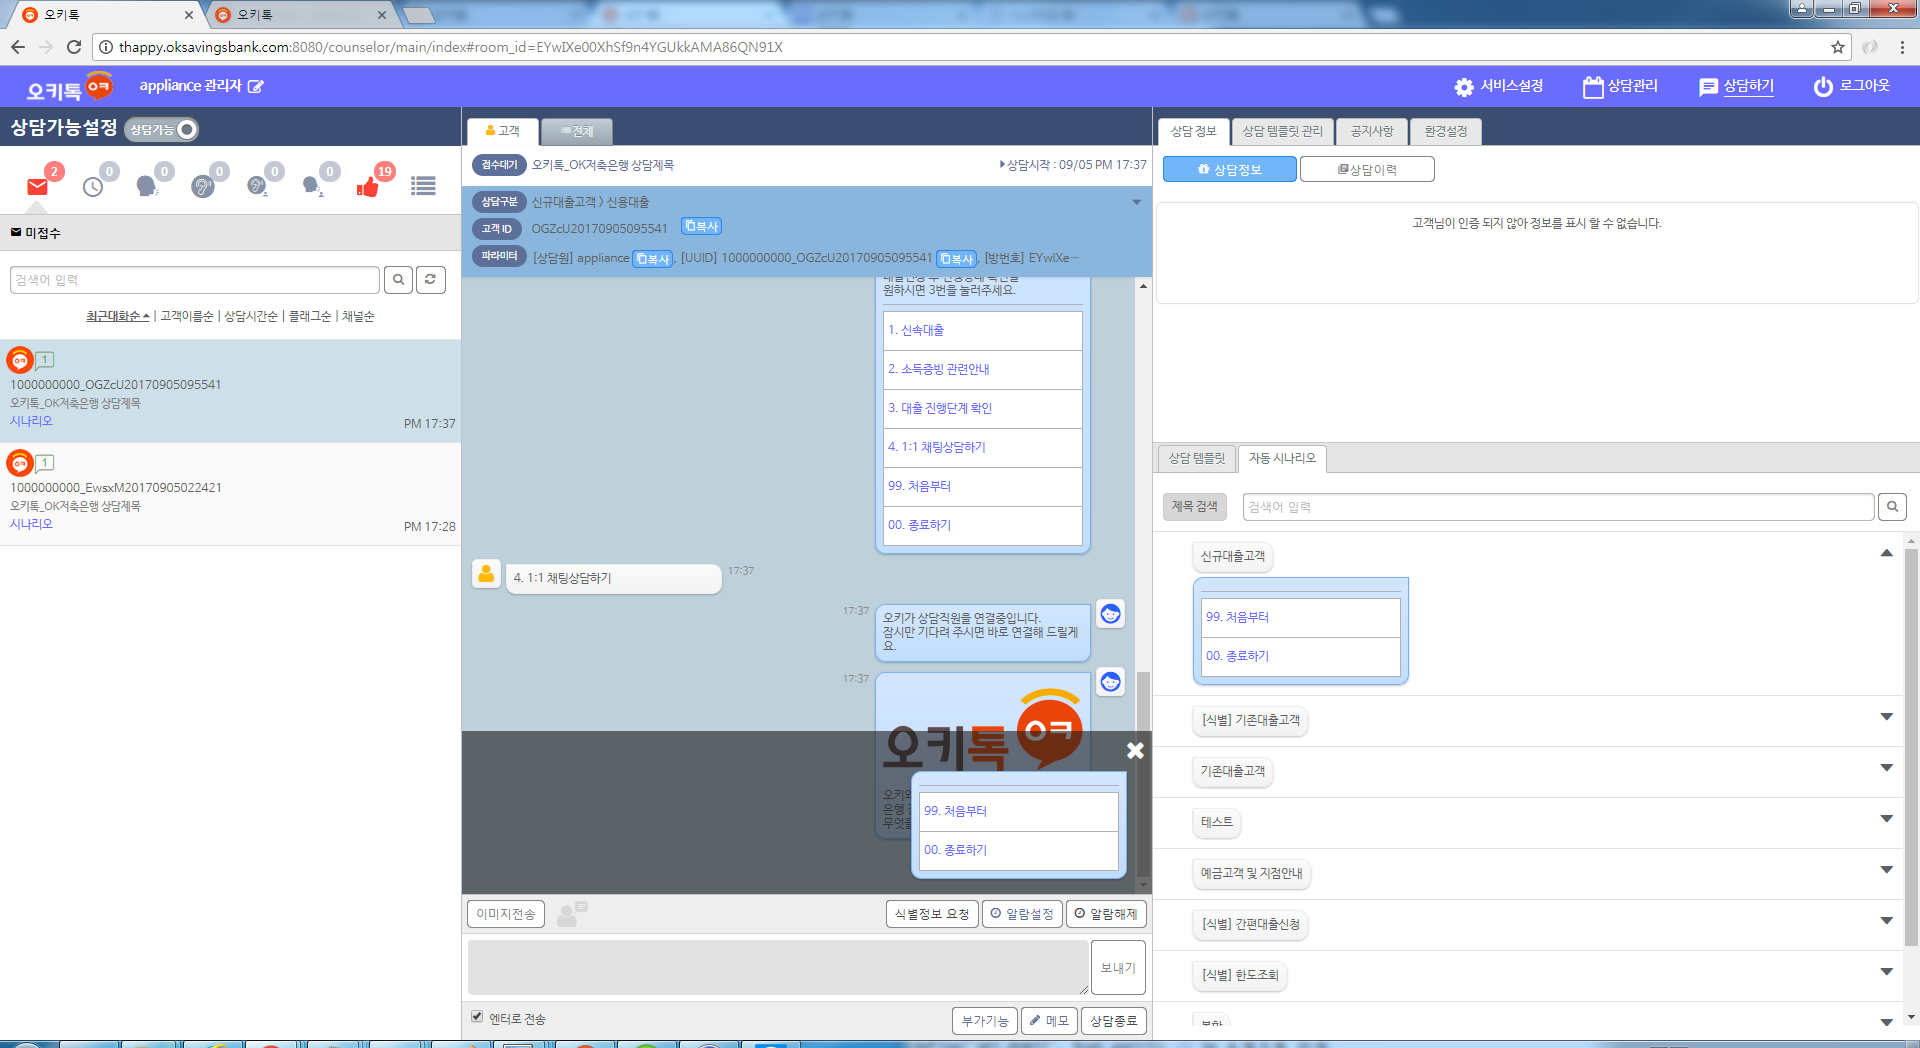 오키톡
오키톡
thappy.oksavingsbank.com:8080/counselor/main/index#room_id=EYwIXe00XhSf9n4YGUkkAMA86QN91X
오키톡
appliance 관리자
서비스설정
상담관리
상담하기
로그아웃
상담가능설정
상담가능
2
0
0
0
0
0
19
미접수
검색어 입력
최근대화순 | 고객이름순 | 상담시간순 | 플래그순 | 채널순
1
1000000000_OGZcU20170905095541
오키톡_OK저축은행 상담제목
시나리오
PM 17:37
1
1000000000_EwsxM20170905022421
오키톡_OK저축은행 상담제목
시나리오
PM 17:28
고객
전체
접수대기
오키톡_OK저축은행 상담제목
상담시작 : 09/05 PM 17:37
상담구분
신규대출고객 > 신용대출
고객 ID
OGZcU20170905095541
복사
파라미터
[상담원] appliance 복사, [UUID] 1000000000_OGZcU20170905095541 복사, [방번호] EYwIXe···
원하시면 3번을 눌러주세요.
1. 신속대출
2. 소득증빙 관련안내
3. 대출 진행단계 확인
4. 1:1 채팅상담하기
99. 처음부터
00. 종료하기
4. 1:1 채팅상담하기
17:37
17:37
오키가 상담직원을 연결중입니다.
잠시만 기다려 주시면 바로 연결해 드릴게
요.
17:37
오키톡
99. 처음부터
00. 종료하기
이미지전송
식별정보 요청
알람설정
알람해제
보내기
엔터로 전송
부가기능
메모
상담종료
상담 정보
상담 템플릿 관리
공지사항
환경설정
상담정보
상담이력
고객님이 인증 되지 않아 정보를 표시 할 수 없습니다.
상담 템플릿
자동 시나리오
제목 검색
검색어 입력
신규대출고객
99. 처음부터
00. 종료하기
[식별] 기존대출고객
기존대출고객
테스트
예금고객 및 지점안내
[식별] 간편대출신청
[식별] 한도조회